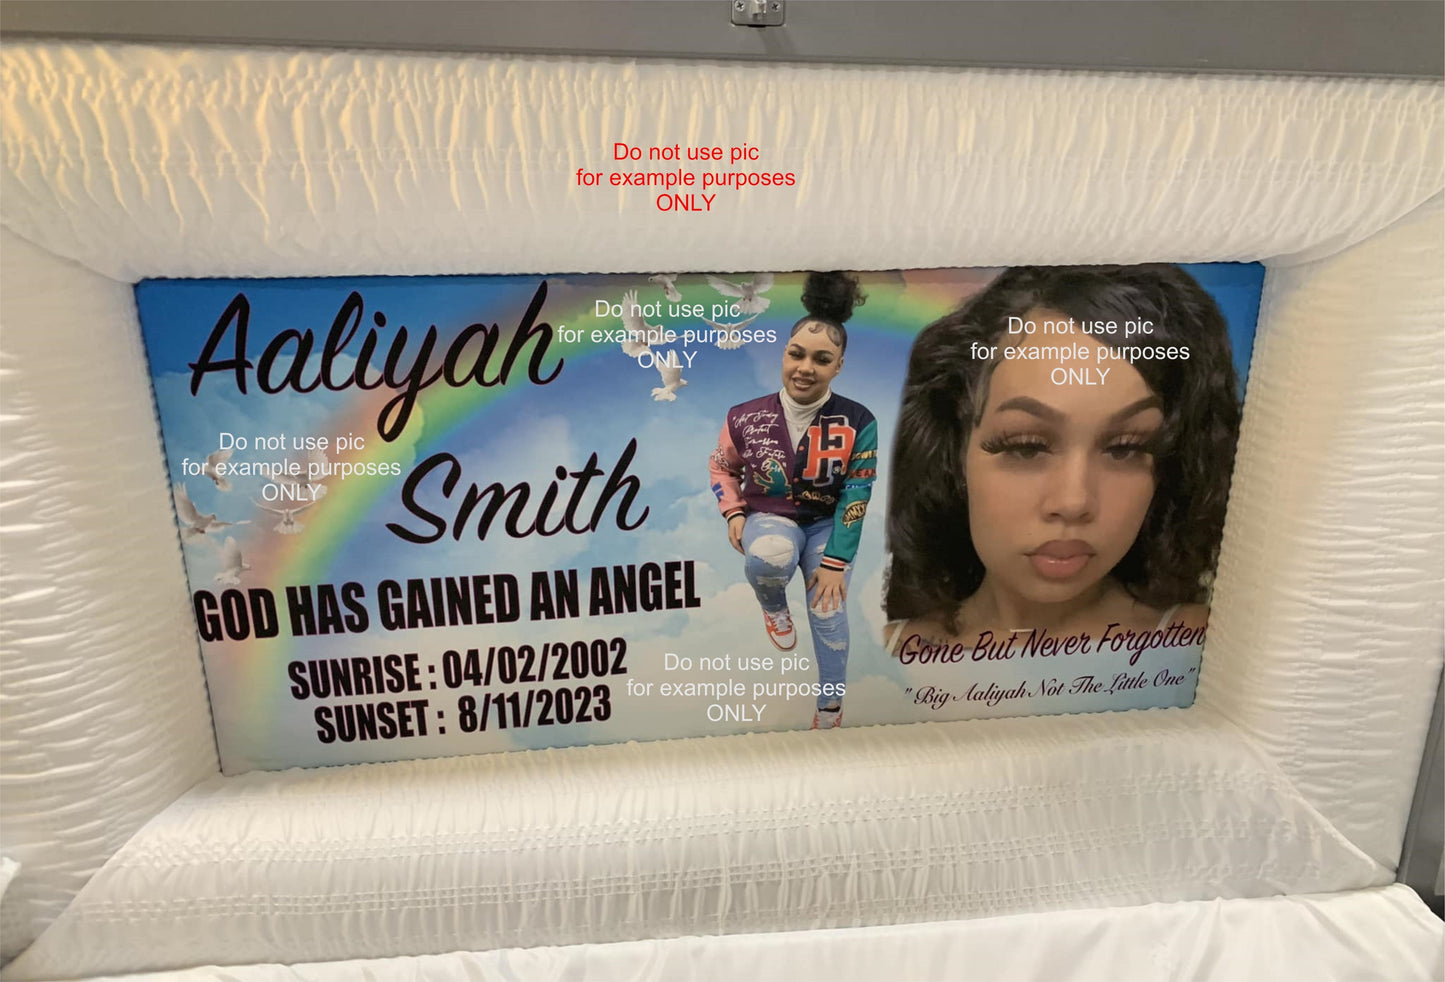 Do not use pic
for example purposes
ONLY
Aaliyah
Smith
GOD HAS GAINED AN ANGEL
SUNRISE : 04/02/2002
SUNSET : 8/11/2023
Do not use pic
for example purposes
ONLY
Do not use pic
for example purposes
ONLY
Do not use pic
for example purposes
ONLY
Do not use pic
for example purposes
ONLY
Gone But Never Forgotten
"Big Aaliyah Not The Little One"